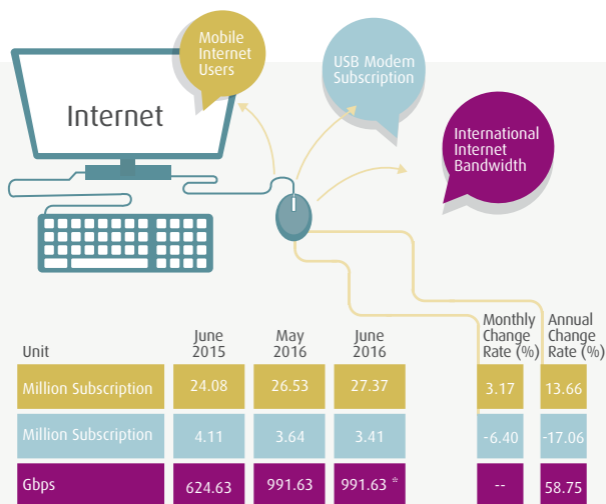 Mobile
Internet
Users
USB Modem
Subscription
Internet
International
Internet
Bandwidth
Unit June 2015 May 2016 June 2016 Monthly Change Rate (%) Annual Change Rate (%)
Million Subscription 24.08 26.53 27.37 3.17 13.66
Million Subscription 4.11 3.64 3.41 -6.40 -17.06
Gbps 624.63 991.63 991.63 * -- 58.75